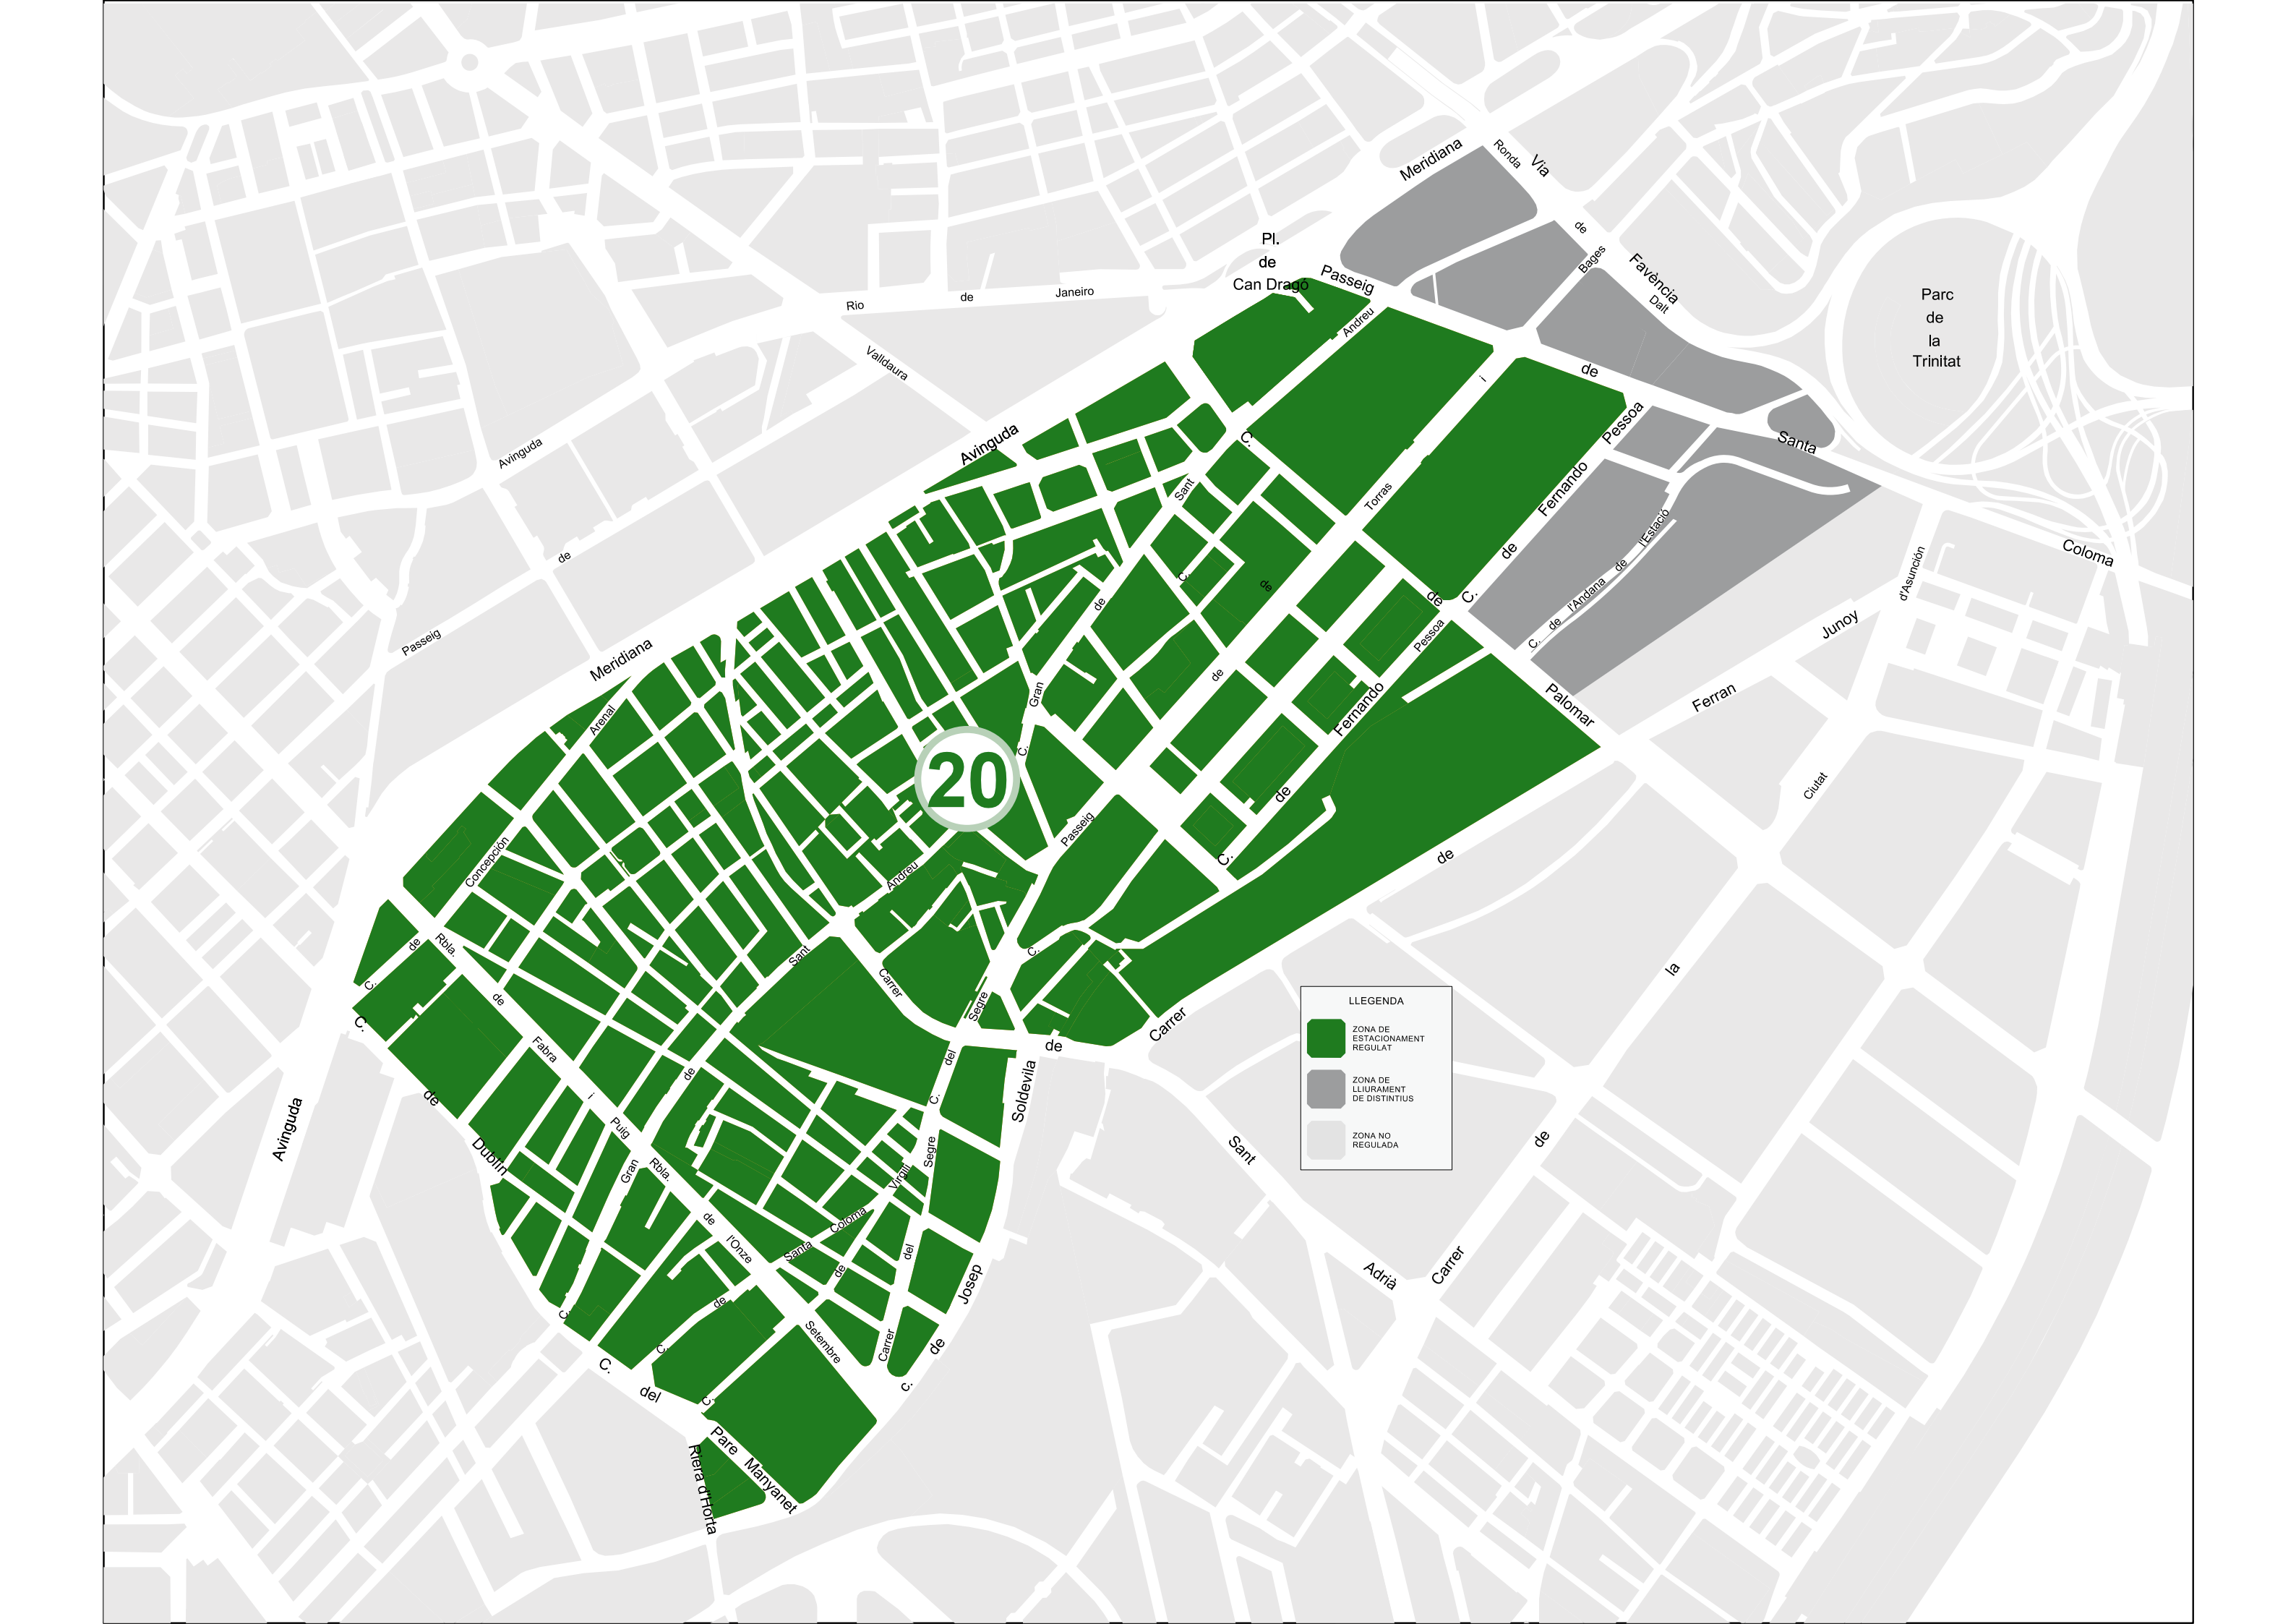 Meridiana
Ronda
Via
de
Favència
Bages
Dalt
Pl.
de
Can Dragó
Passeig
de
Santa
Coloma
Parc
de
la
Trinitat
Rio
de
Janeiro
Valldaura
Andreu
i
Torras
de
Passeig
Avinguda
Avinguda
de
Passeig
Meridiana
C.
de
Palomar
Sant
C.
de
Gran
C.
Pessoa
Fernando
de
C.
Pessoa
Fernando
de
C.
l'Estació
de
l'Andana
de
C.
d'Asunción
Junoy
Ferran
de
Carrer
Ciutat
la
de
Carrer
Arenal
Concepción
de
C.
20
Andreu
Sant
de
Gran
C.
Rbla.
de
Fabra
i
Puig
Rbla.
de
l'Onze
Setembre
Carrer
de
Sant
Adrià
C.
Segre
del
C.
Segre
Virgili
de
Coloma
Santa
de
C.
C.
del
Carrer
Soldevila
Josep
de
C.
C.
de
Dublín
Avinguda
C.
del
Pare
Manyanet
Riera d'Horta
LLEGENDA
ZONA DE
ESTACIONAMENT
REGULAT
ZONA DE
LLIURAMENT
DE DISTINTIUS
ZONA NO
REGULADA